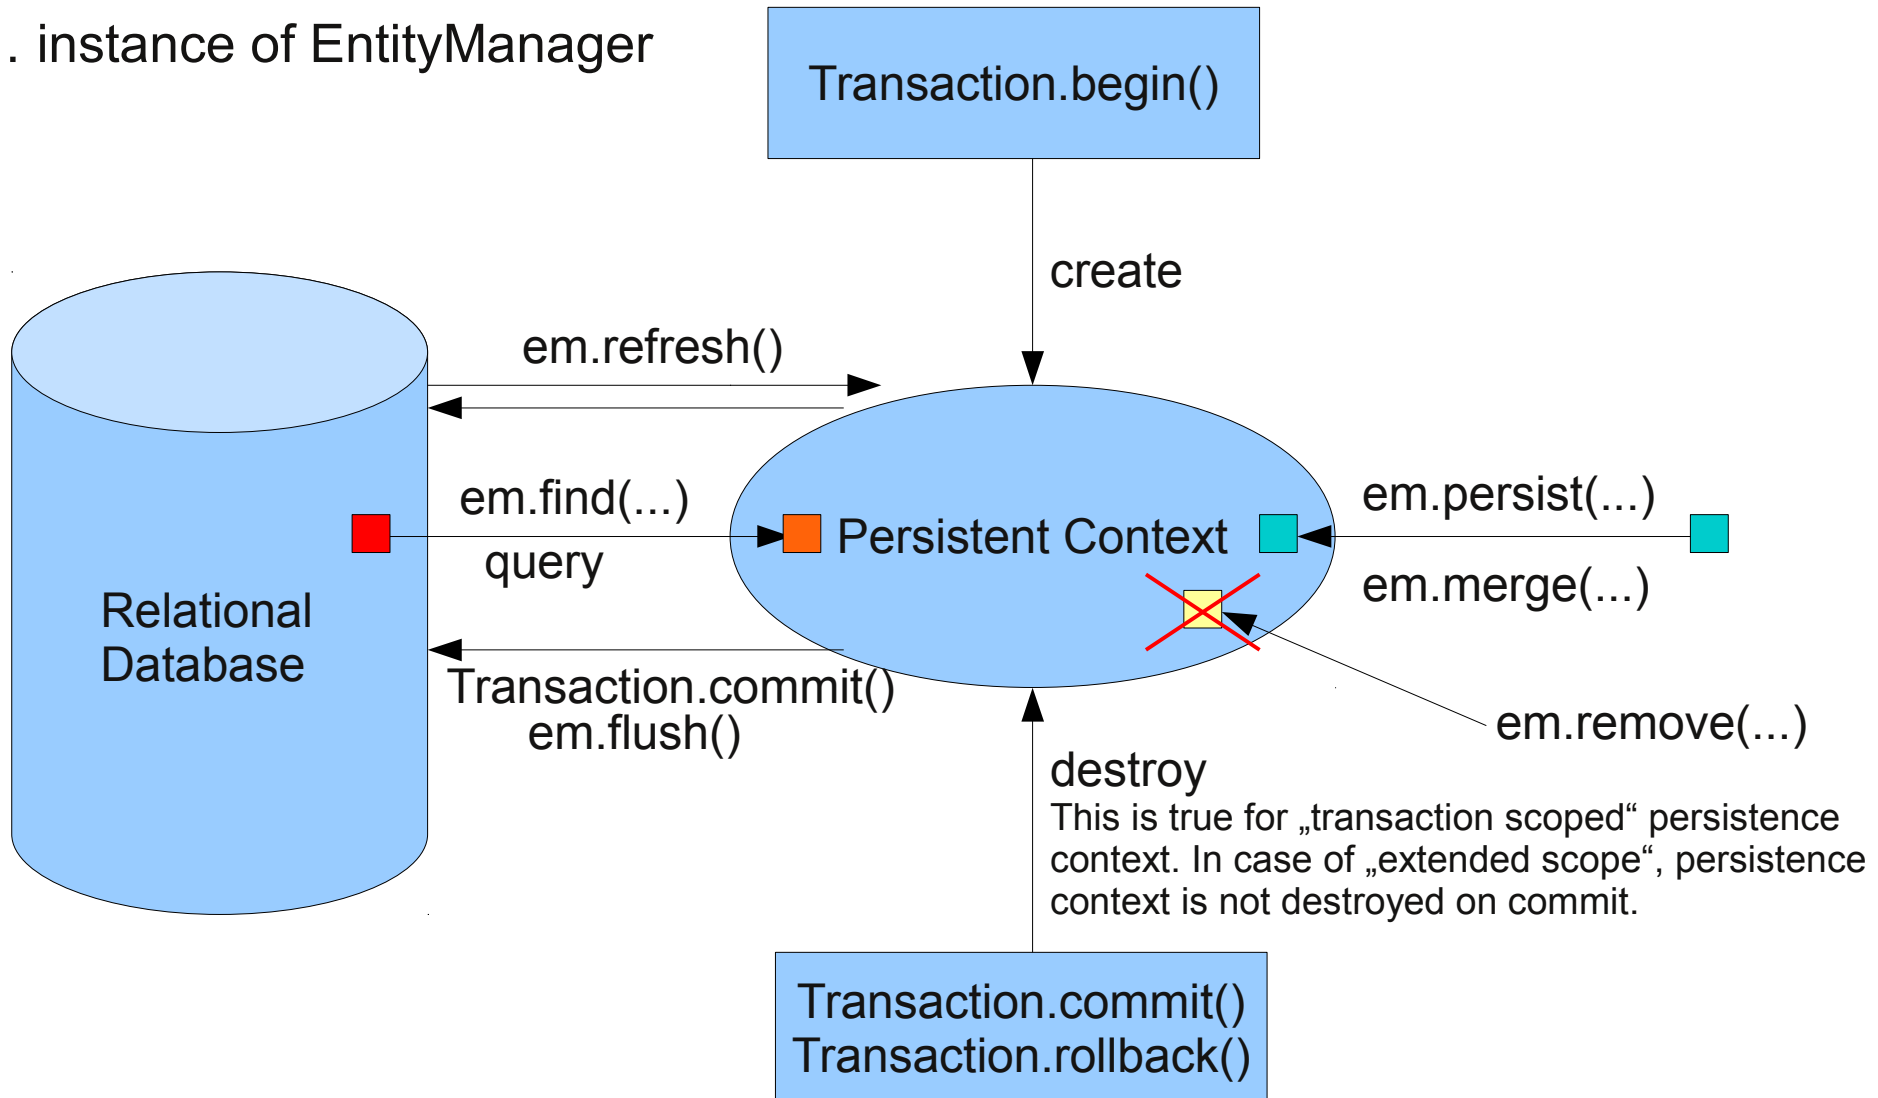 . instance of EntityManager
Transaction.begin()
create
em.refresh()
em.find(...)
query
Persistent Context
em.persist(...)
em.merge(...)
Relational
Database
Transaction.commit()
em.flush()
em.remove(...)
destroy
This is true for „transaction scoped“ persistence
context. In case of „extended scope“, persistence
context is not destroyed on commit.
Transaction.commit()
Transaction.rollback()